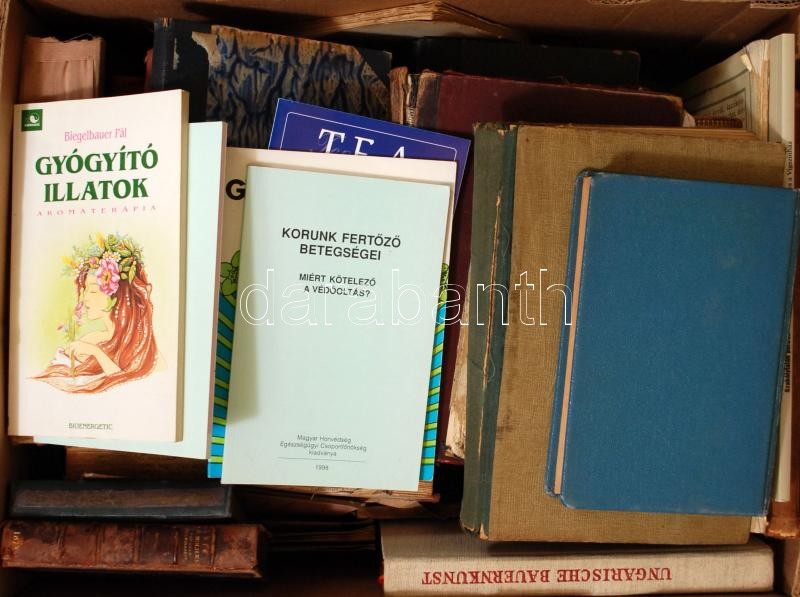 Biegelbauer Pál
GYÓGYÍTÓ
ILLATOK
AROMATERÁPIA
BIOENERGETIC
TEA
G
KORUNK FERTŐZŐ
BETEGSÉGEI
MIÉRT KÖTELEZŐ
A VÉDŐOLTÁS?
Magyar Honvédség
Egészségügyi Csoportfőnökség
kiadványa
1998
darabanth
UNGARISCHE BAUERNKUNST